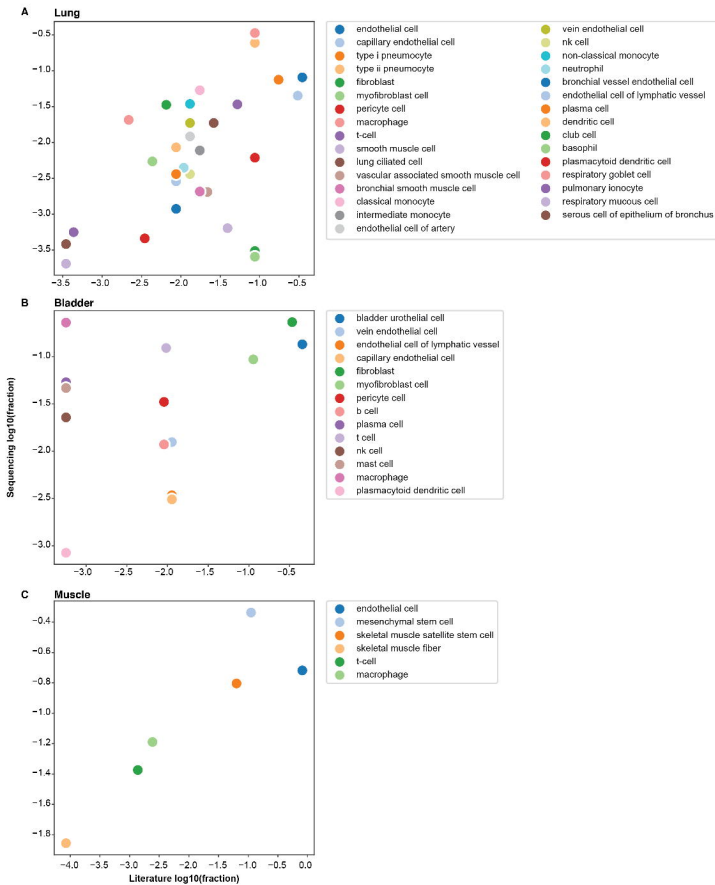 A Lung
−0.5
−1.0
−1.5
−2.0
−2.5
−3.0
−3.5
−3.5 −3.0 −2.5 −2.0 −1.5 −1.0 −0.5
endothelial cell
capillary endothelial cell
type i pneumocyte
type ii pneumocyte
fibroblast
myofibroblast cell
pericyte cell
macrophage
t-cell
smooth muscle cell
lung ciliated cell
vascular associated smooth muscle cell
bronchial smooth muscle cell
classical monocyte
intermediate monocyte
endothelial cell of artery
vein endothelial cell
nk cell
non-classical monocyte
neutrophil
bronchial vessel endothelial cell
endothelial cell of lymphatic vessel
plasma cell
dendritic cell
club cell
basophil
plasmacytoid dendritic cell
respiratory goblet cell
pulmonary ionocyte
respiratory mucous cell
serous cell of epithelium of bronchus
B Bladder
Sequencing log10(fraction)
−1.0
−1.5
−2.0
−2.5
−3.0
−3.0 −2.5 −2.0 −1.5 −1.0 −0.5
bladder urothelial cell
vein endothelial cell
endothelial cell of lymphatic vessel
capillary endothelial cell
fibroblast
myofibroblast cell
pericyte cell
b cell
plasma cell
t cell
nk cell
mast cell
macrophage
plasmacytoid dendritic cell
C Muscle
−0.4
−0.6
−0.8
−1.0
−1.2
−1.4
−1.6
−1.8
−4.0 −3.5 −3.0 −2.5 −2.0 −1.5 −1.0 −0.5 0.0
Literature log10(fraction)
endothelial cell
mesenchymal stem cell
skeletal muscle satellite stem cell
skeletal muscle fiber
t-cell
macrophage